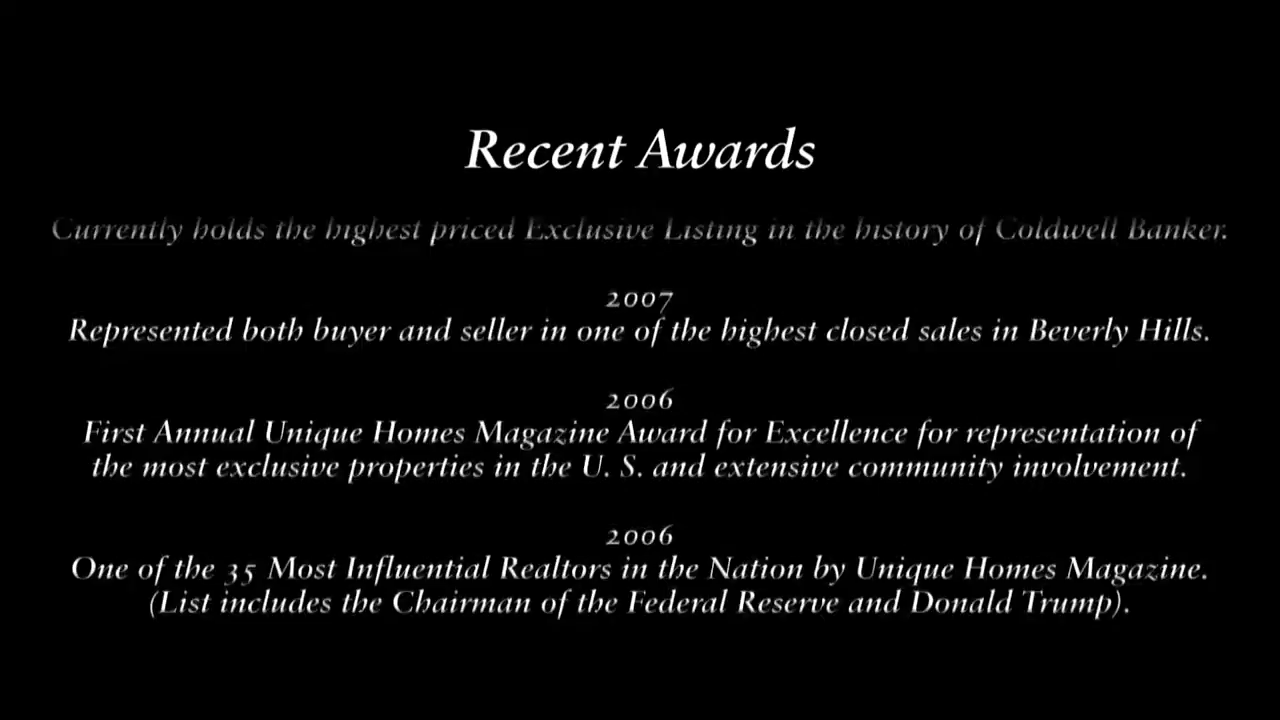 Recent Awards
Currently holds the highest priced Exclusive Listing in the history of Coldwell Banker.
2007
Represented both buyer and seller in one of the highest closed sales in Beverly Hills.
2006
First Annual Unique Homes Magazine Award for Excellence for representation of
the most exclusive properties in the U. S. and extensive community involvement.
2006
One of the 35 Most Influential Realtors in the Nation by Unique Homes Magazine.
(List includes the Chairman of the Federal Reserve and Donald Trump).